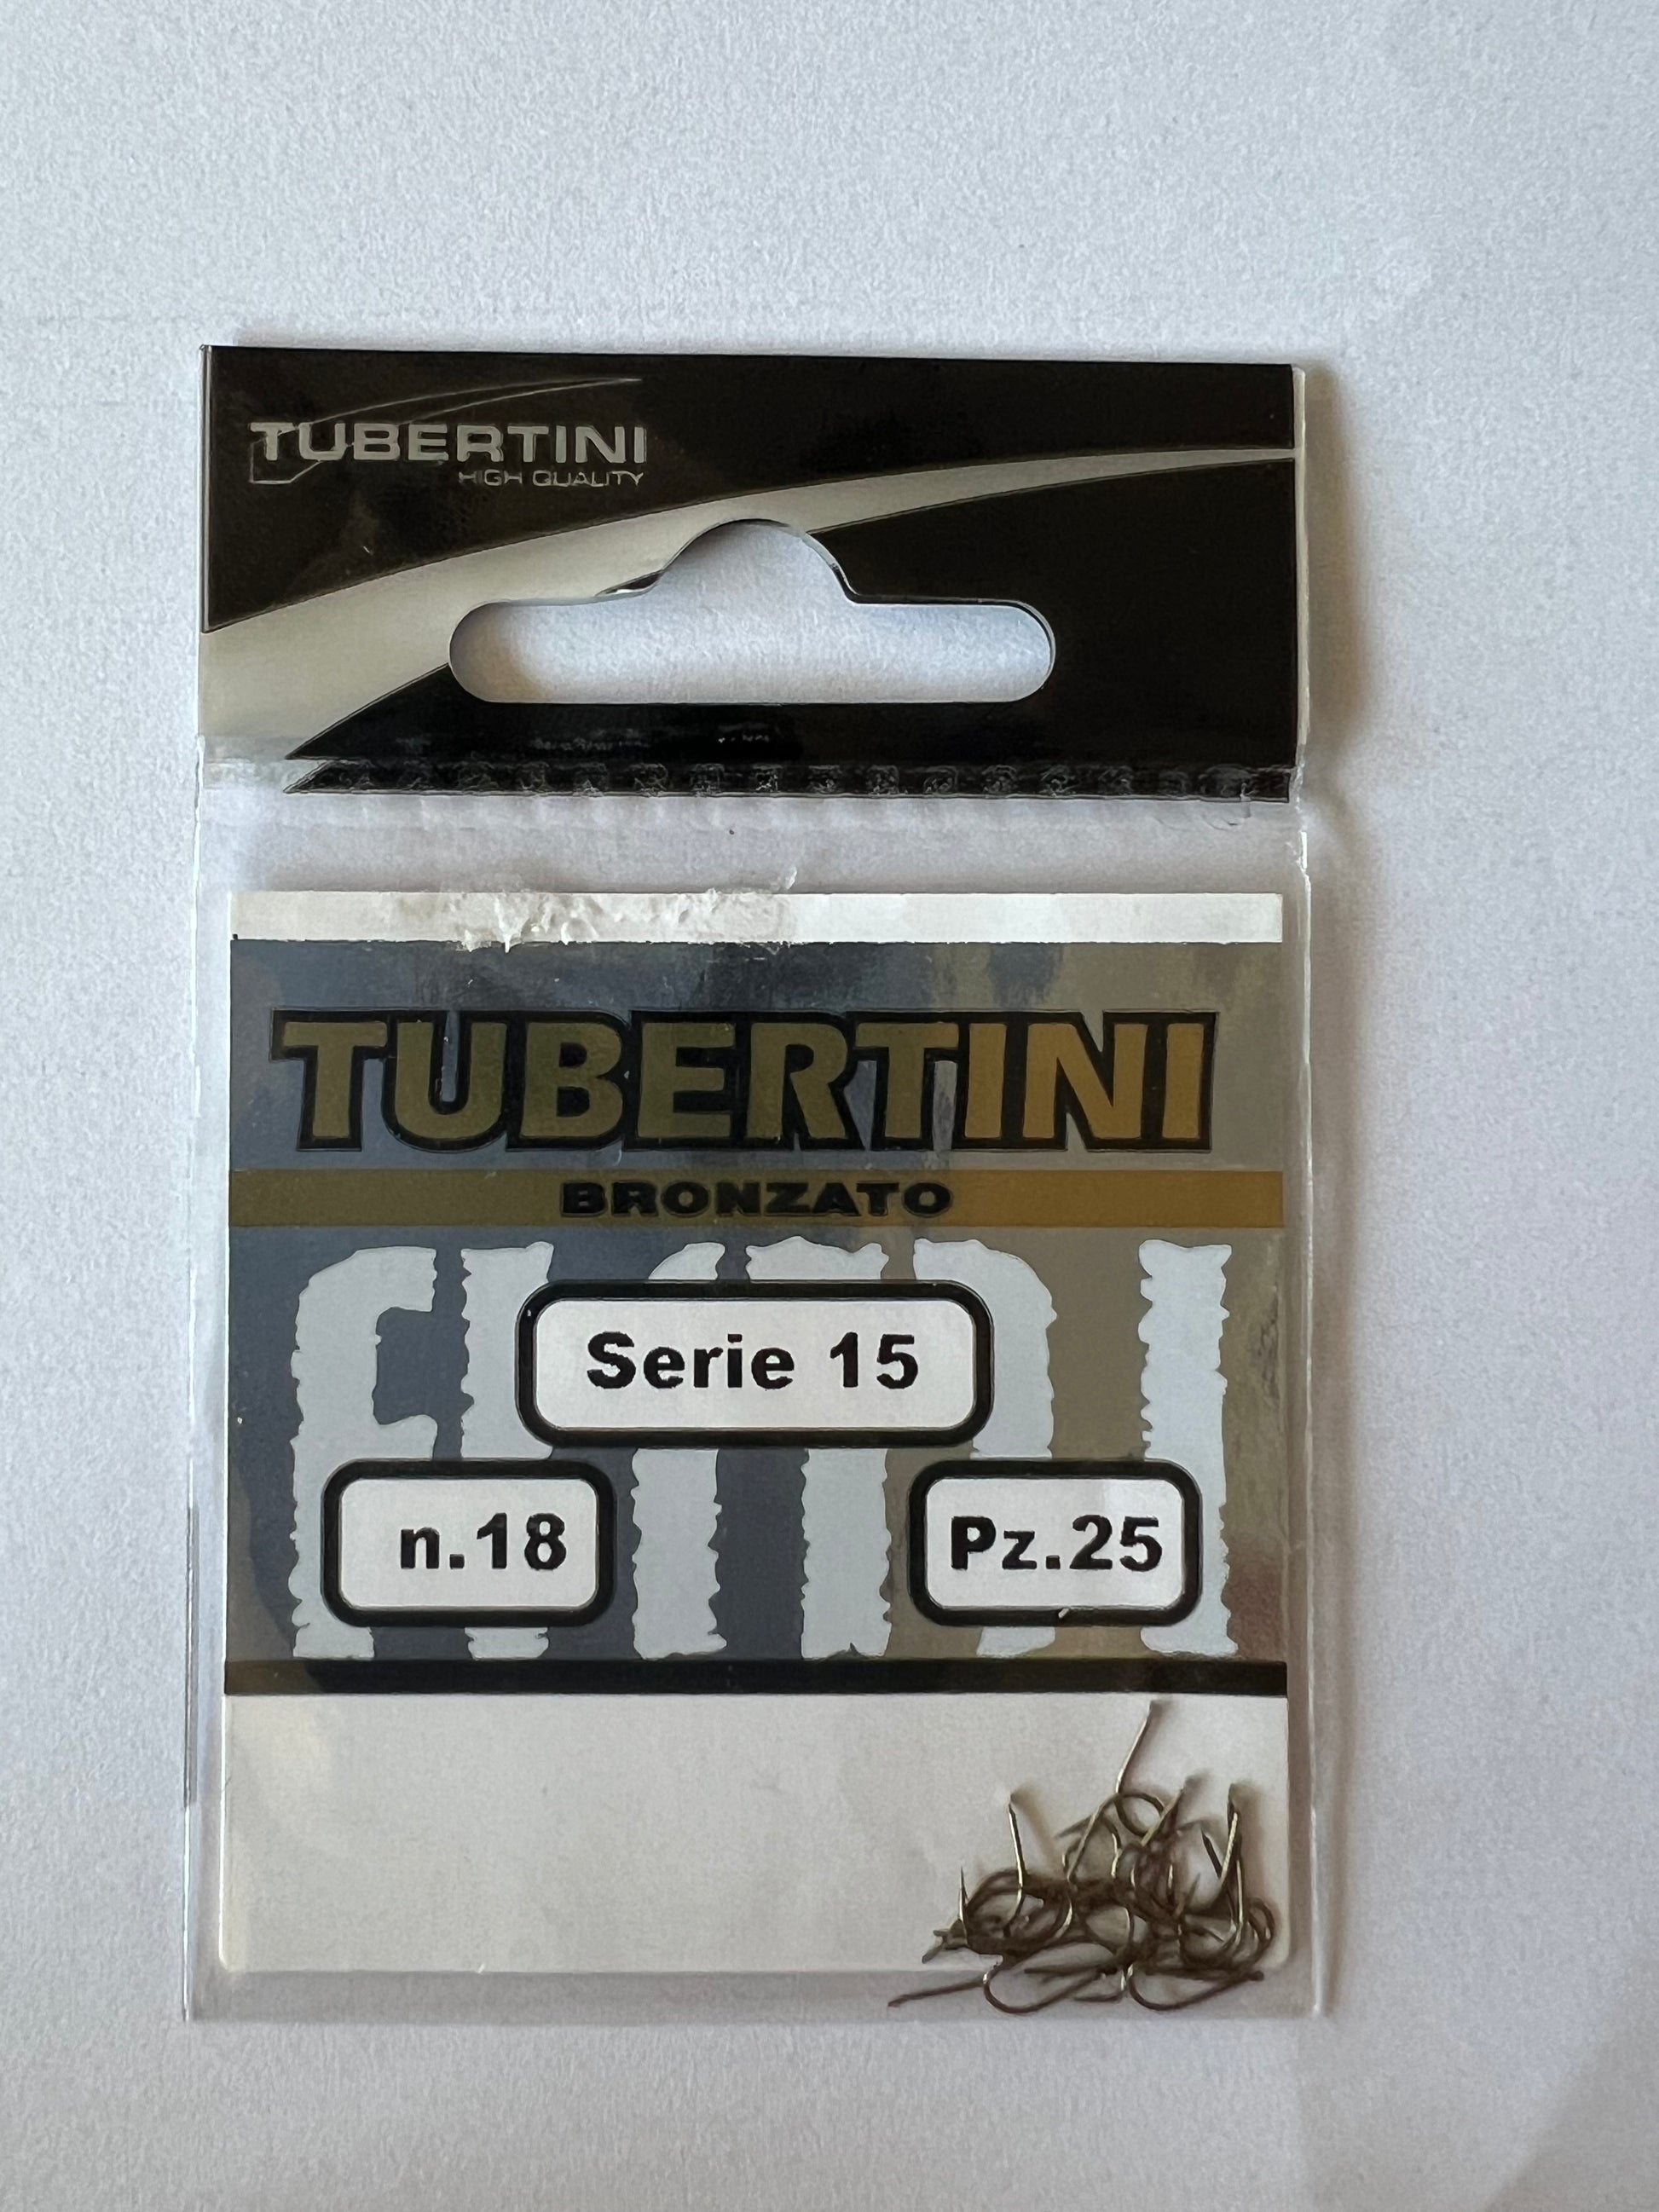 TUBERTINI
HIGH QUALITY
TUBERTINI
BRONZATO
Serie 15
n.18
Pz.25